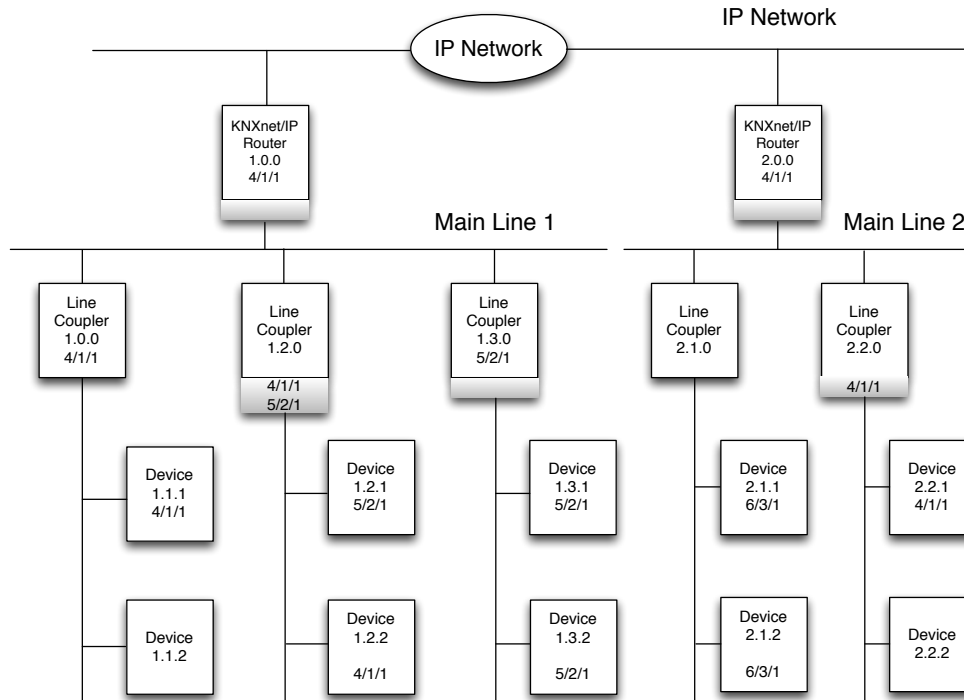 IP Network
IP Network
KNXnet/IP
Router
1.0.0
4/1/1
KNXnet/IP
Router
2.0.0
4/1/1
Main Line 1
Main Line 2
Line
Coupler
1.0.0
4/1/1
Line
Coupler
1.2.0
4/1/1
5/2/1
Line
Coupler
1.3.0
5/2/1
Line
Coupler
2.1.0
Line
Coupler
2.2.0
4/1/1
Device
1.1.1
4/1/1
Device
1.2.1
5/2/1
Device
1.3.1
5/2/1
Device
2.1.1
6/3/1
Device
2.2.1
4/1/1
Device
1.1.2
Device
1.2.2
4/1/1
Device
1.3.2
5/2/1
Device
2.1.2
6/3/1
Device
2.2.2